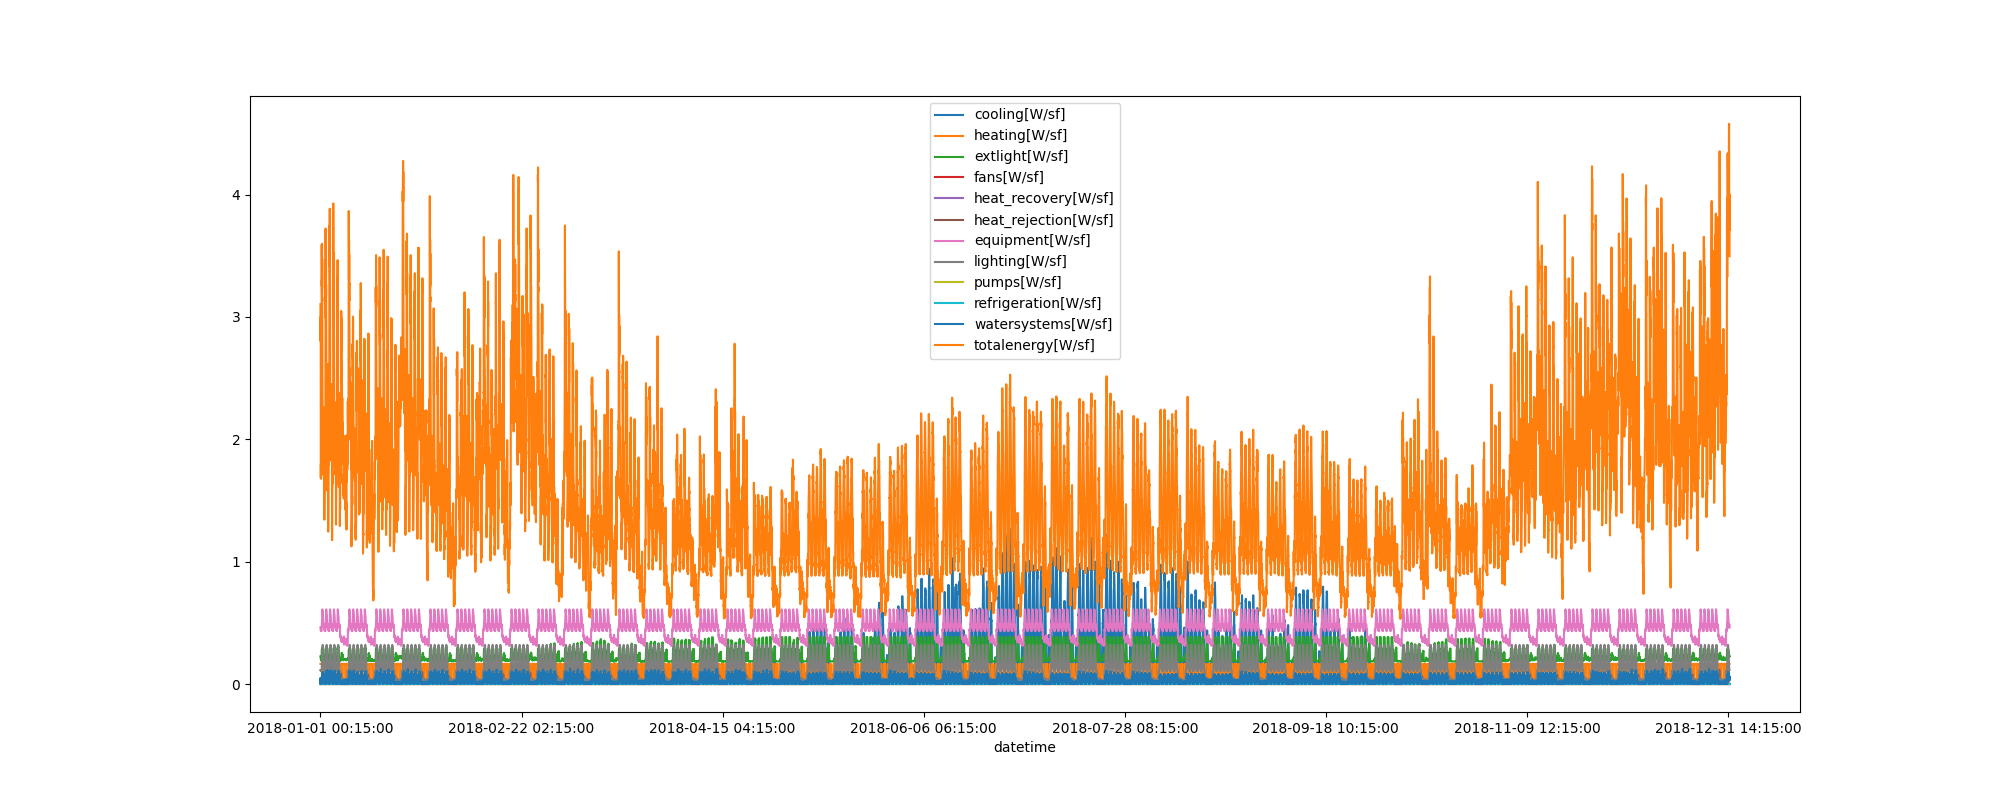 cooling[W/sf]
heating[W/sf]
extlight[W/sf]
fans[W/sf]
heat_recovery[W/sf]
heat_rejection[W/sf]
equipment[W/sf]
lighting[W/sf]
pumps[W/sf]
refrigeration[W/sf]
watersystems[W/sf]
totalenergy[W/sf]
4
3
2
1
0
2018-01-01 00:15:00 2018-02-22 02:15:00 2018-04-15 04:15:00 2018-06-06 06:15:00 2018-07-28 08:15:00 2018-09-18 10:15:00 2018-11-09 12:15:00 2018-12-31 14:15:00
datetime